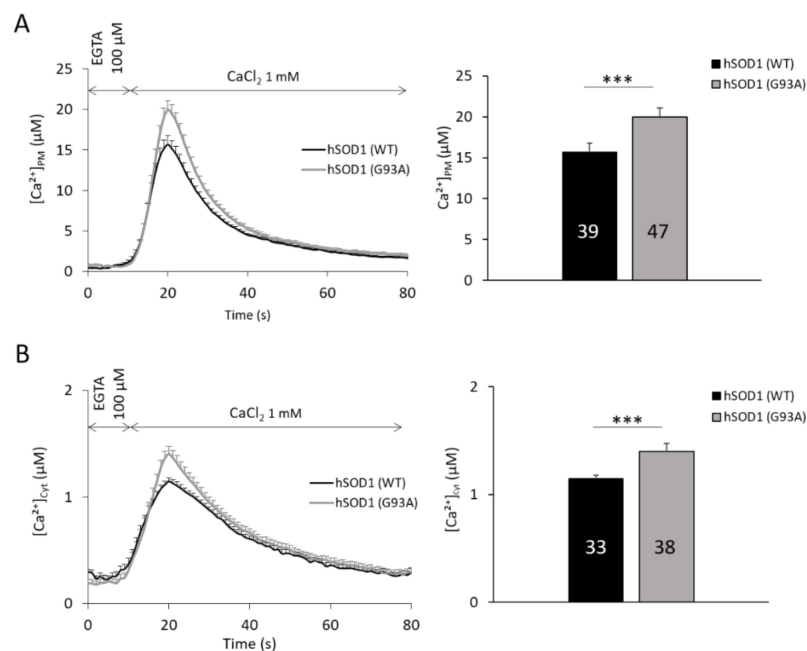 A
EGTA
100 µM
CaCl₂ 1 mM
25
20
15
10
5
0
[Ca²⁺]PM (µM)
hSOD1 (WT)
hSOD1 (G93A)
0
20
40
60
80
Time (s)
25
20
15
10
5
0
Ca²⁺]PM (µM)
***
39
47
hSOD1 (WT)
hSOD1 (G93A)
B
EGTA
100 µM
CaCl₂ 1 mM
2
1
0
[Ca²⁺]Cyt (µM)
hSOD1 (WT)
hSOD1 (G93A)
0
20
40
60
80
Time (s)
2
1
0
[Ca²⁺]cyt (µM)
***
33
38
hSOD1 (WT)
hSOD1 (G93A)